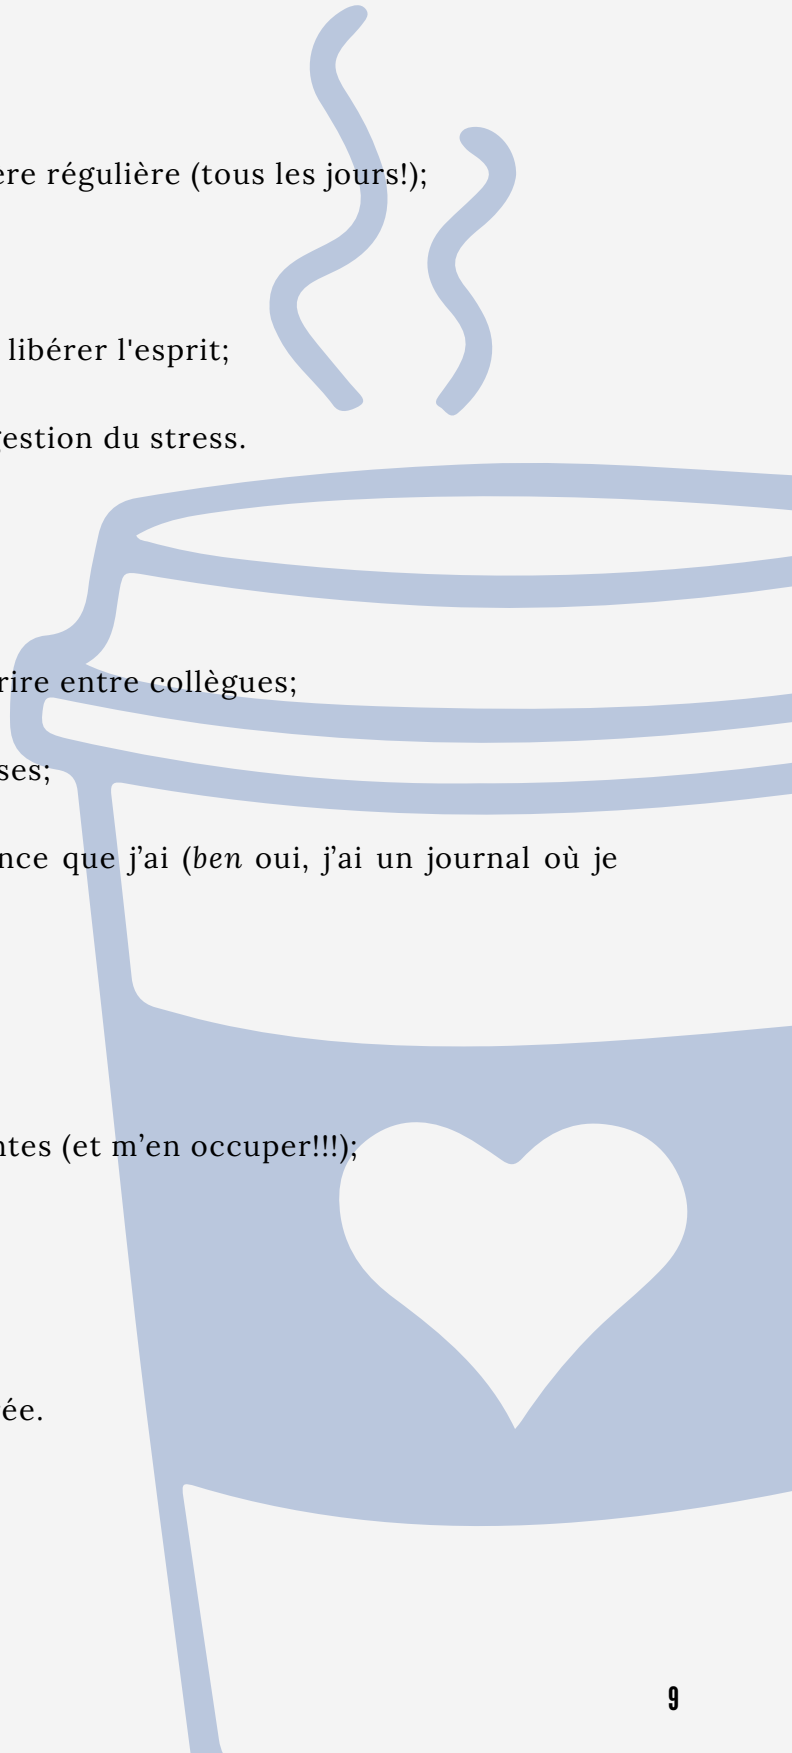 ère régulière (tous les jours!);
libérer l'esprit;
gestion du stress.
rire entre collègues;
ses;
nce que j’ai (ben oui, j’ai un journal où je
ntes (et m’en occuper!!!);
ée.
9